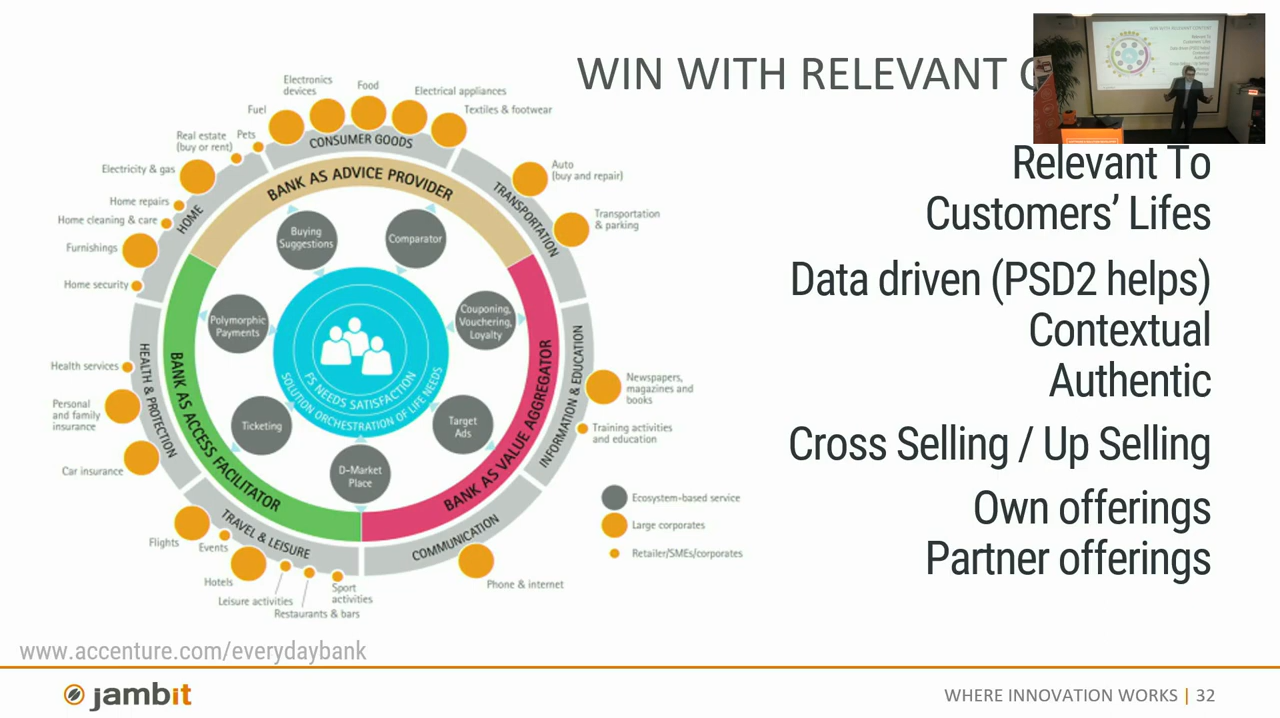 WIN WITH RELEVANT
Relevant To
Customers’ Lifes
Data driven (PSD2 helps)
Contextual
Authentic
Cross Selling / Up Selling
Own offerings
Partner offerings
CONSUMER GOODS
Fuel
Electronics
devices
Food
Electrical appliances
Textiles & footwear
TRANSPORTATION
Auto
(buy and repair)
Transportation
& parking
INFORMATION & EDUCATION
Newspapers,
magazines and
books
Training activities
and education
COMMUNICATION
Phone & internet
TRAVEL & LEISURE
Flights
Events
Hotels
Leisure activities
Restaurants & bars
Sport
activities
HEALTH & PROTECTION
Health services
Personal
and family
insurance
Car insurance
HOME
Pets
Real estate
(buy or rent)
Electricity & gas
Home repairs
Home cleaning & care
Furnishings
Home security
BANK AS ADVICE PROVIDER
BANK AS VALUE AGGREGATOR
BANK AS ACCESS FACILITATOR
Buying
Suggestions
Comparator
Polymorphic
Payments
Couponing,
Vouchering,
Loyalty
Ticketing
Target
Ads
D-Market
Place
FS NEEDS SATISFACTION
SOLUTION ORCHESTRATION OF LIFE NEEDS
Ecosystem-based service
Large corporates
Retailer/SMEs/corporates
www.accenture.com/everydaybank
jambit
WHERE INNOVATION WORKS | 32